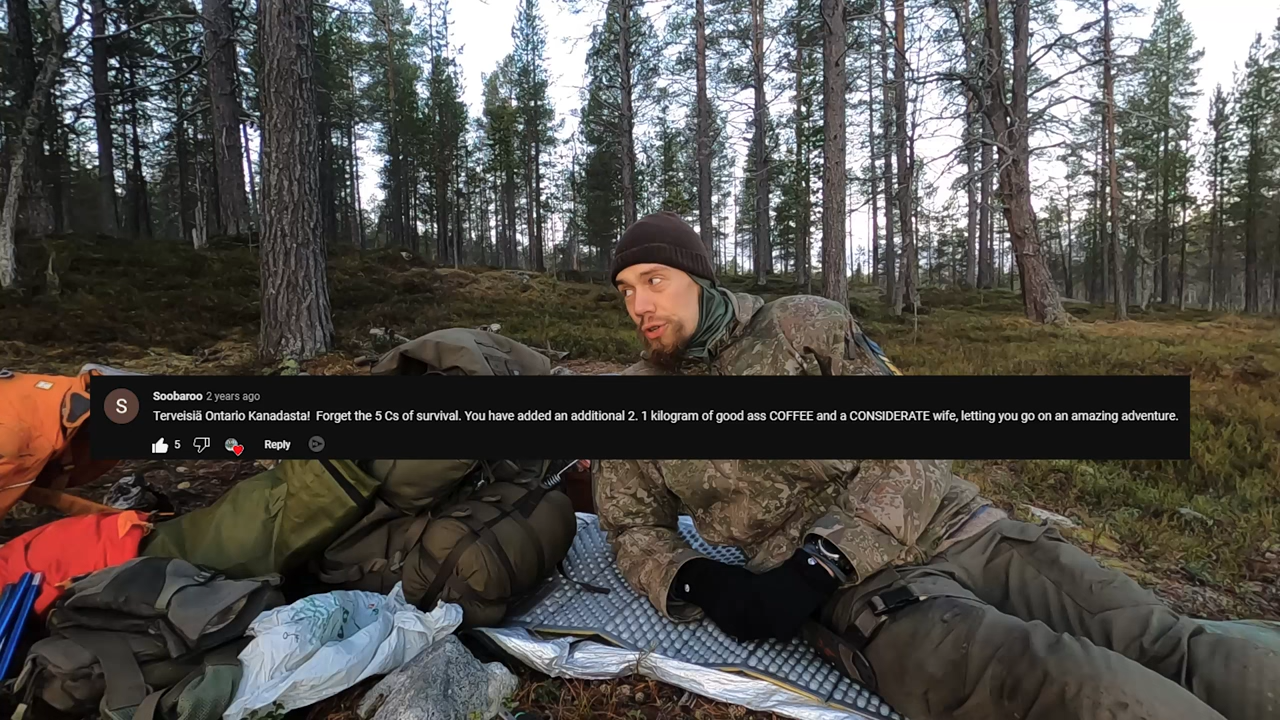 Soobaroo 2 years ago
Terveisiä Ontario Kanadasta! Forget the 5 Cs of survival. You have added an additional 2. 1 kilogram of good ass COFFEE and a CONSIDERATE wife, letting you go on an amazing adventure.
S
5
Reply